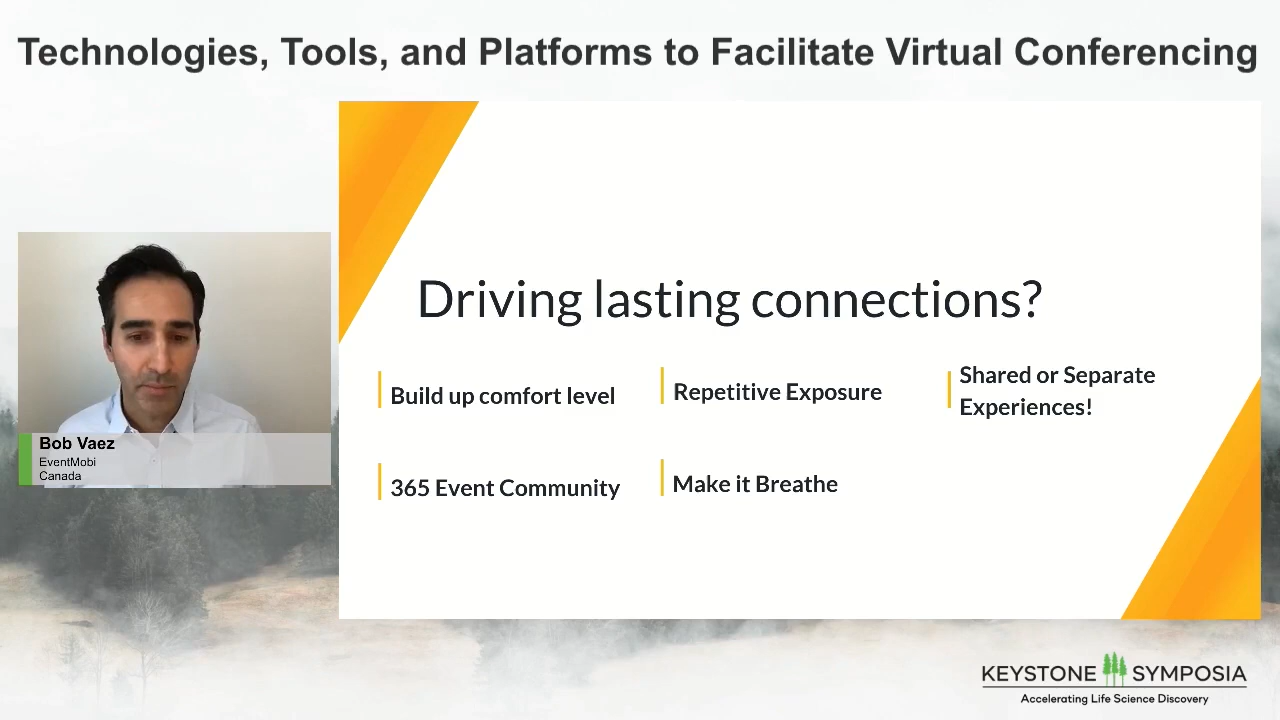 Technologies, Tools, and Platforms to Facilitate Virtual Conferencing
Driving lasting connections?
Build up comfort level
Repetitive Exposure
Shared or Separate
Experiences!
365 Event Community
Make it Breathe
Bob Vaez
EventMobi
Canada
KEYSTONE SYMPOSIA
Accelerating Life Science Discovery